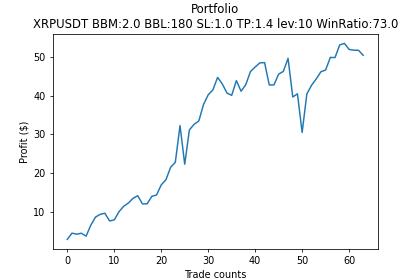 Portfolio
XRPUSDT BBM:2.0 BBL:180 SL:1.0 TP:1.4 lev:10 WinRatio:73.0
50
40
30
20
10
Profit ($)
0 10 20 30 40 50 60
Trade counts